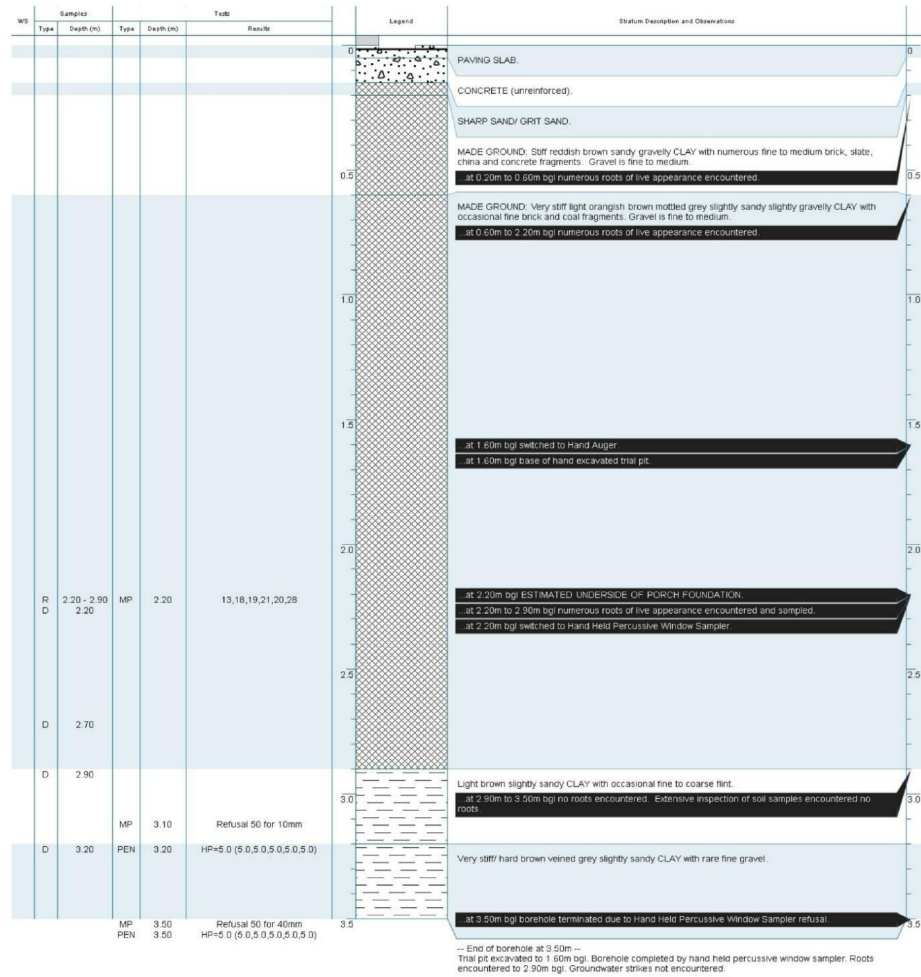 Samples Tests
WS Legend Stratum Description and Observations
Type Depth (m) Type Depth (m) Results
0 0
PAVING SLAB.
CONCRETE (unreinforced).
SHARP SAND/ GRIT SAND.
MADE GROUND: Stiff reddish brown sandy gravelly CLAY with numerous fine to medium brick, slate,
china and concrete fragments. Gravel is fine to medium.
0.5 ...at 0.20m to 0.60m bgl numerous roots of live appearance encountered. 0.5
MADE GROUND: Very stiff light orangish brown mottled grey slightly sandy slightly gravelly CLAY with
occasional fine brick and coal fragments. Gravel is fine to medium.
...at 0.60m to 2.20m bgl numerous roots of live appearance encountered.
1.0 1.0
1.5 1.5
...at 1.60m bgl switched to Hand Auger.
...at 1.60m bgl base of hand excavated trial pit.
2.0 2.0
R 2.20 - 2.90 MP 2.20 13,18,19,21,20,28 ...at 2.20m bgl ESTIMATED UNDERSIDE OF PORCH FOUNDATION.
D 2.20 ...at 2.20m to 2.90m bgl numerous roots of live appearance encountered and sampled.
...at 2.20m bgl switched to Hand Held Percussive Window Sampler.
2.5 2.5
D 2.70
D 2.90
Light brown slightly sandy CLAY with occasional fine to coarse flint.
3.0 ...at 2.90m to 3.50m bgl no roots encountered. Extensive inspection of soil samples encountered no 3.0
roots.
MP 3.10 Refusal 50 for 10mm
D 3.20 PEN 3.20 HP=5.0 (5.0,5.0,5.0,5.0,5.0)
Very stiff/ hard brown veined grey slightly sandy CLAY with rare fine gravel.
MP 3.50 Refusal 50 for 40mm 3.5 ...at 3.50m bgl borehole terminated due to Hand Held Percussive Window Sampler refusal. 3.5
PEN 3.50 HP=5.0 (5.0,5.0,5.0,5.0,5.0)
-- End of borehole at 3.50m --
Trial pit excavated to 1.60m bgl. Borehole completed by hand held percussive window sampler. Roots
encountered to 2.90m bgl. Groundwater strikes not encountered.